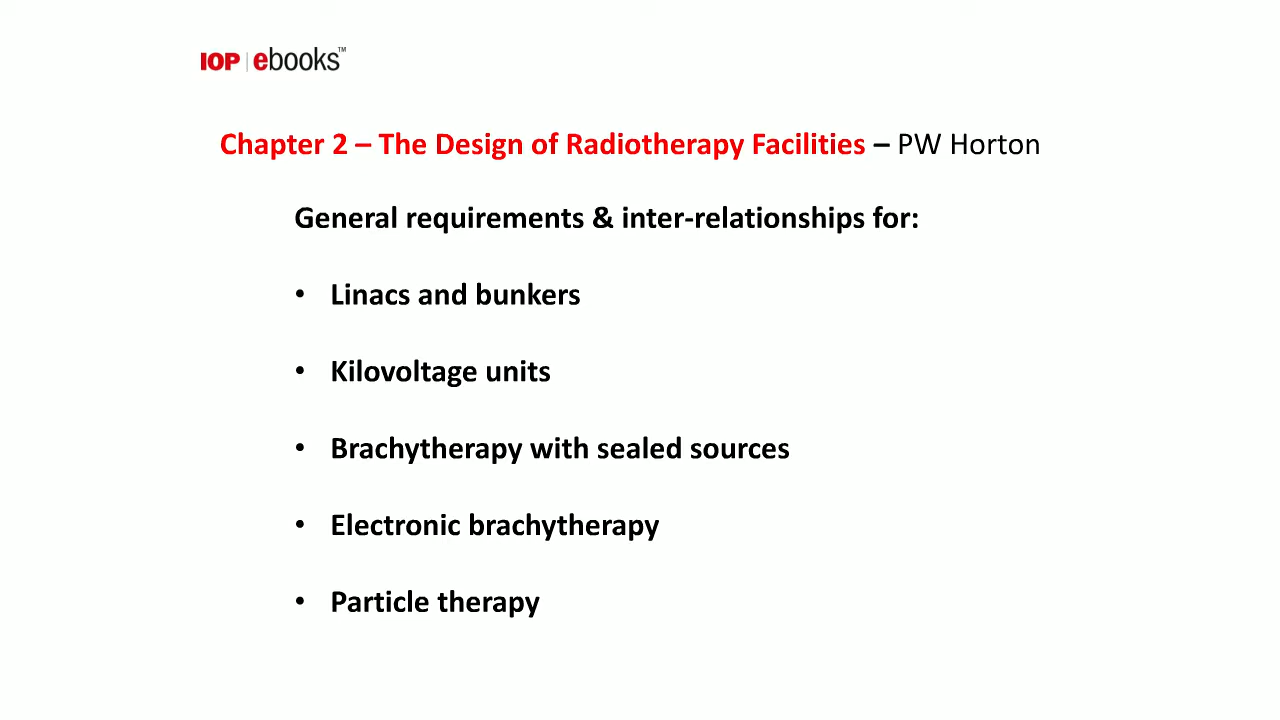 IOP ebooks™
Chapter 2 – The Design of Radiotherapy Facilities – PW Horton
General requirements & inter-relationships for:
• Linacs and bunkers
• Kilovoltage units
• Brachytherapy with sealed sources
• Electronic brachytherapy
• Particle therapy